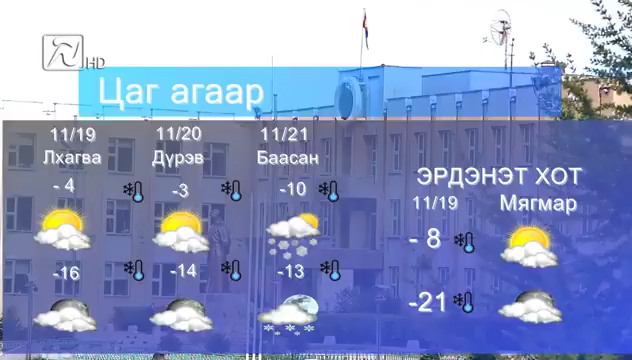 HD
Цаг агаар
11/19 11/20 11/21
Лхагва Дүрэв Баасан
- 4 -3 -10
-16 -14 -13
ЭРДЭНЭТ ХОТ
11/19 Мягмар
- 8
-21